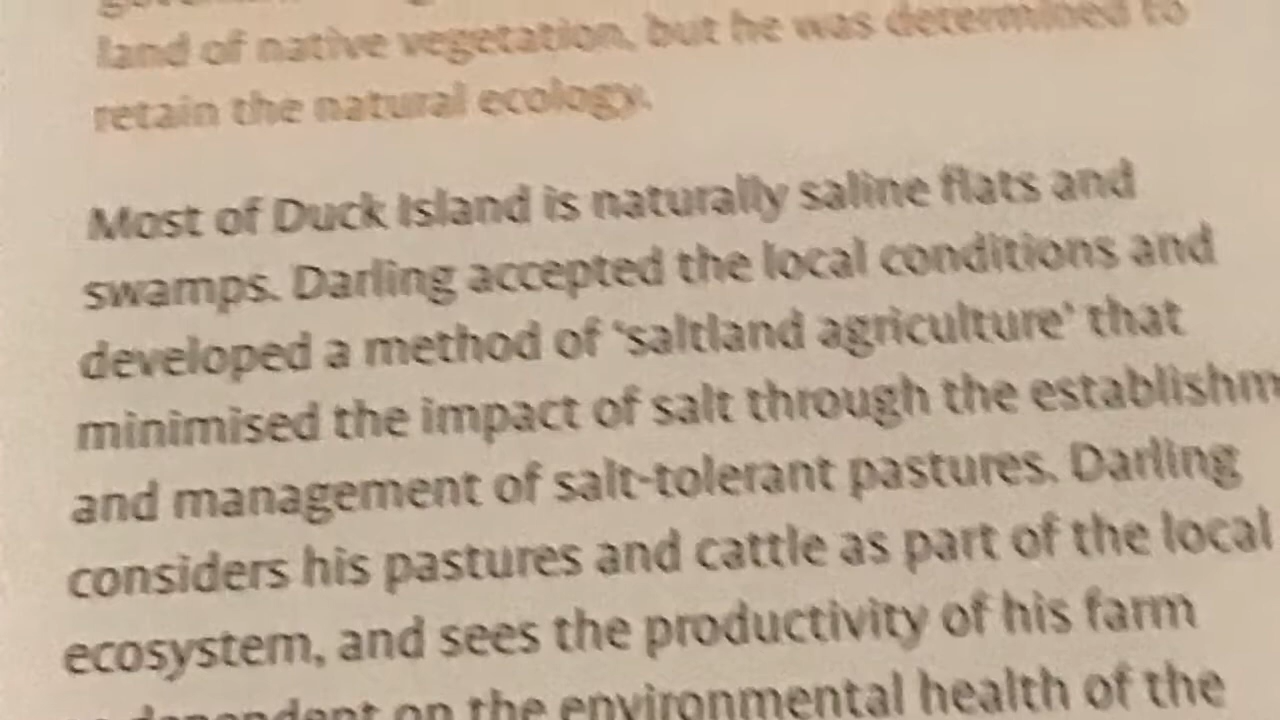 land of native vegetation, but he was determined to
retain the natural ecology.
Most of Duck Island is naturally saline flats and
swamps. Darling accepted the local conditions and
developed a method of ‘saltland agriculture’ that
minimised the impact of salt through the establishm
and management of salt-tolerant pastures. Darling
considers his pastures and cattle as part of the local
ecosystem, and sees the productivity of his farm
dependent on the environmental health of the